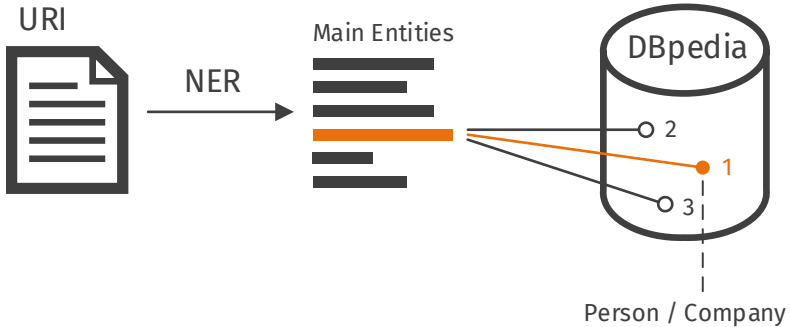 URI
NER
Main Entities
DBpedia
2
1
3
Person / Company